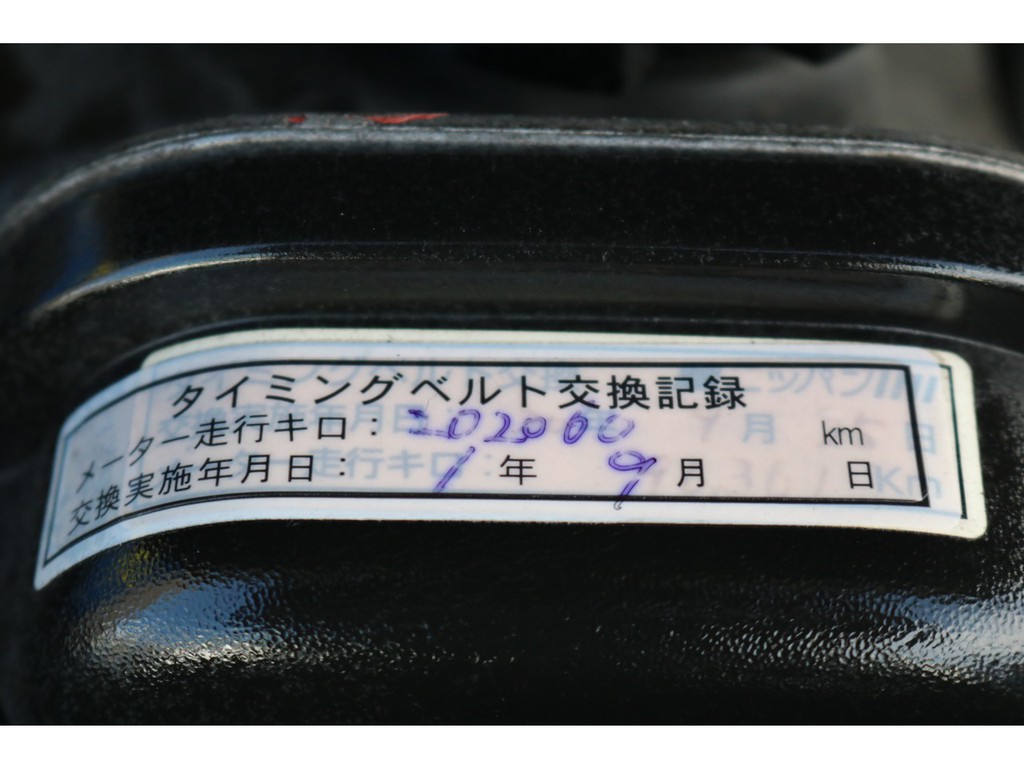 タイミングベルト交換記録
メーター走行キロ: 202000 km
交換実施年月日: 1年 9月 日